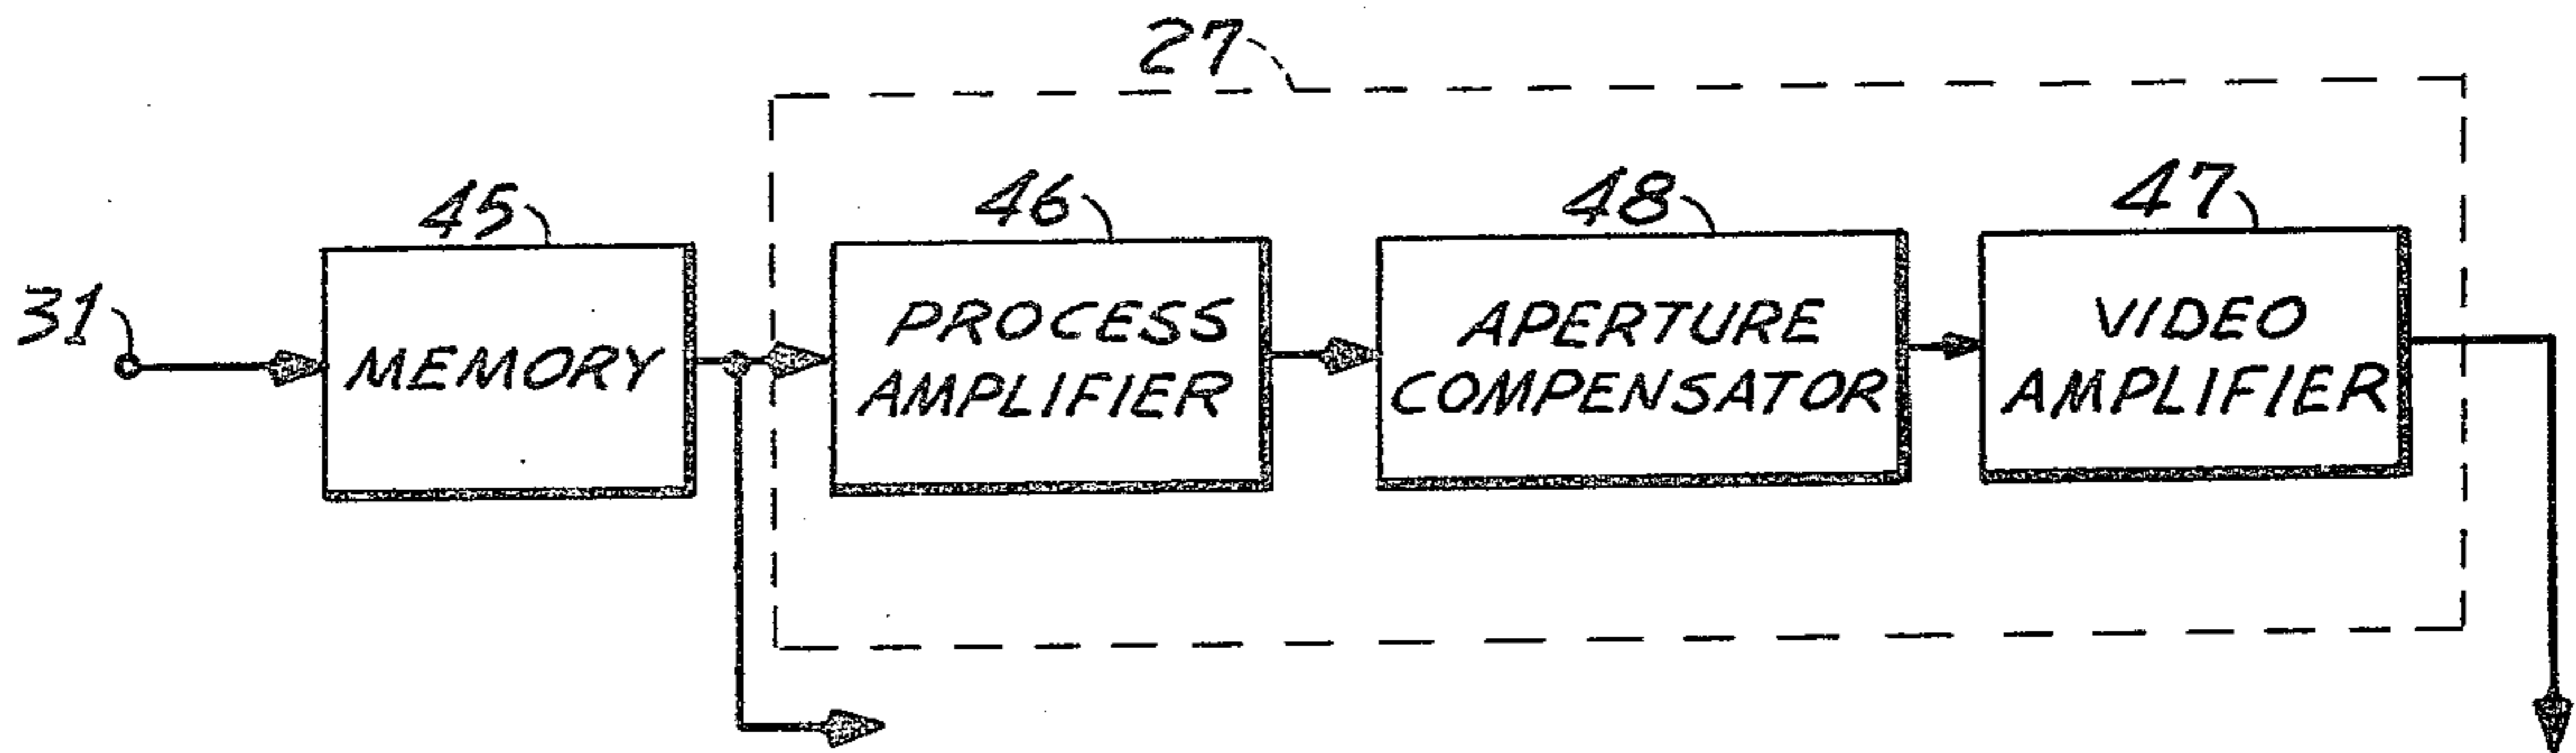 27
45
46
48
47
31
MEMORY
PROCESS
AMPLIFIER
APERTURE
COMPENSATOR
VIDEO
AMPLIFIER